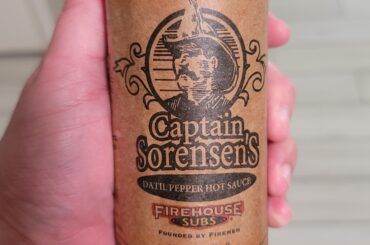 Captain
Sorensen's
DATIL PEPPER HOT SAUCE
FIREHOUSE
SUBS
FOUNDED BY FIREMEN